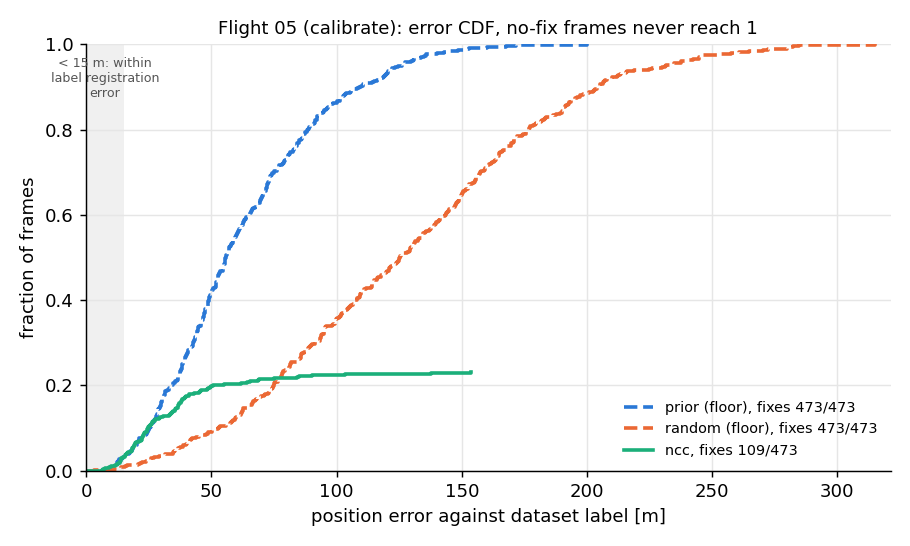 Flight 05 (calibrate): error CDF, no-fix frames never reach 1
< 15 m: within
label registration
error
fraction of frames
1.0
0.8
0.6
0.4
0.2
0.0
prior (floor), fixes 473/473
random (floor), fixes 473/473
ncc, fixes 109/473
0 50 100 150 200 250 300
position error against dataset label [m]